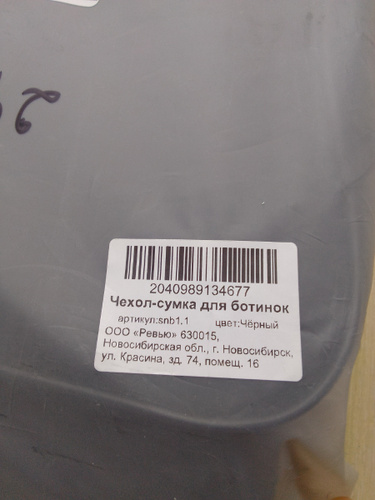 2040989134677
Чехол-сумка для ботинок
артикул:snb1.1 цвет:Чёрный
ООО «Ревью» 630015,
Новосибирская обл., г. Новосибирск,
ул. Красина, зд. 74, помещ. 16